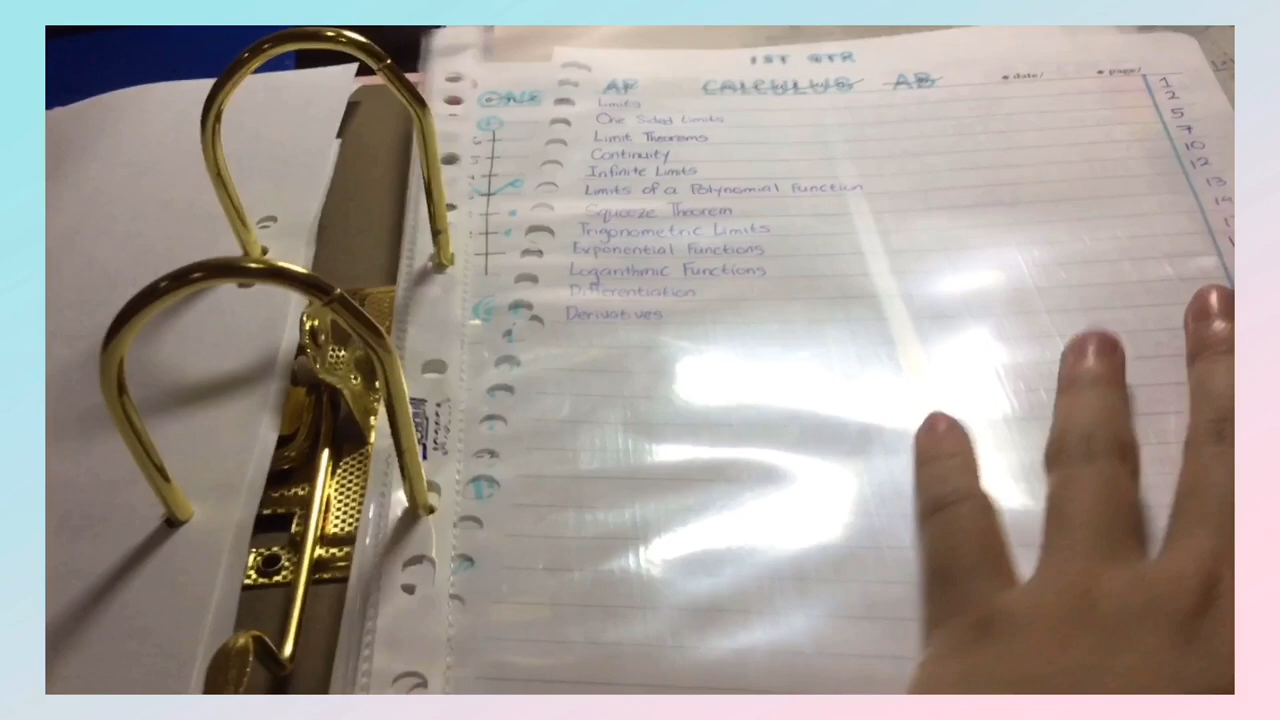 1ST QTR
AP CALCULUS AB
date/ page/
Limits 1
One Sided Limits 2
Limit Theorems 5
Continuity 7
Infinite Limits 10
Limits of a Polynomial Function 12
Squeeze Theorem 13
Trigonometric Limits 14
Exponential Functions
Logarithmic Functions
Differentiation
Derivatives